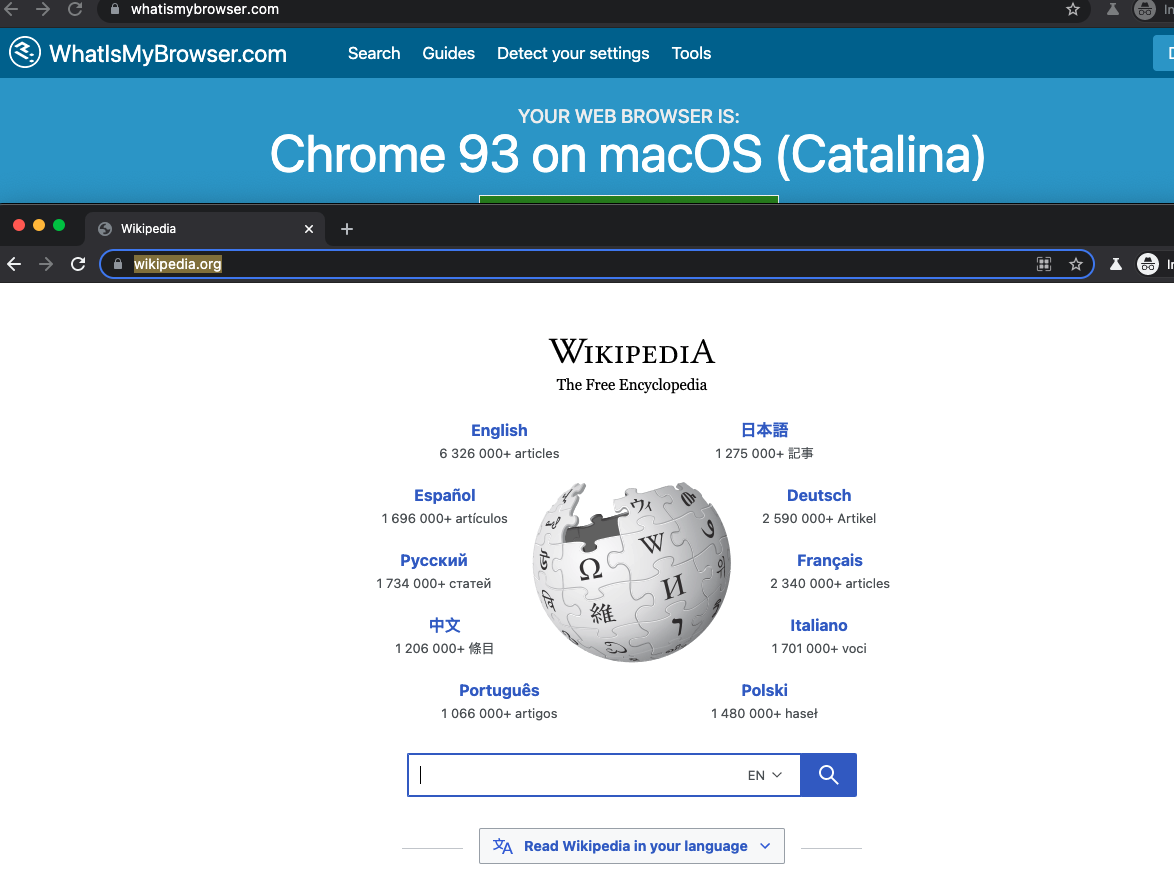 whatismybrowser.com
WhatIsMyBrowser.com Search Guides Detect your settings Tools
YOUR WEB BROWSER IS:
Chrome 93 on macOS (Catalina)
Wikipedia
wikipedia.org
WIKIPEDIA
The Free Encyclopedia
English
6 326 000+ articles
日本語
1 275 000+ 記事
Español
1 696 000+ artículos
Deutsch
2 590 000+ Artikel
Русский
1 734 000+ статей
Français
2 340 000+ articles
中文
1 206 000+ 條目
Italiano
1 701 000+ voci
Português
1 066 000+ artigos
Polski
1 480 000+ haseł
Ω W И 維 ウィ
EN
Read Wikipedia in your language